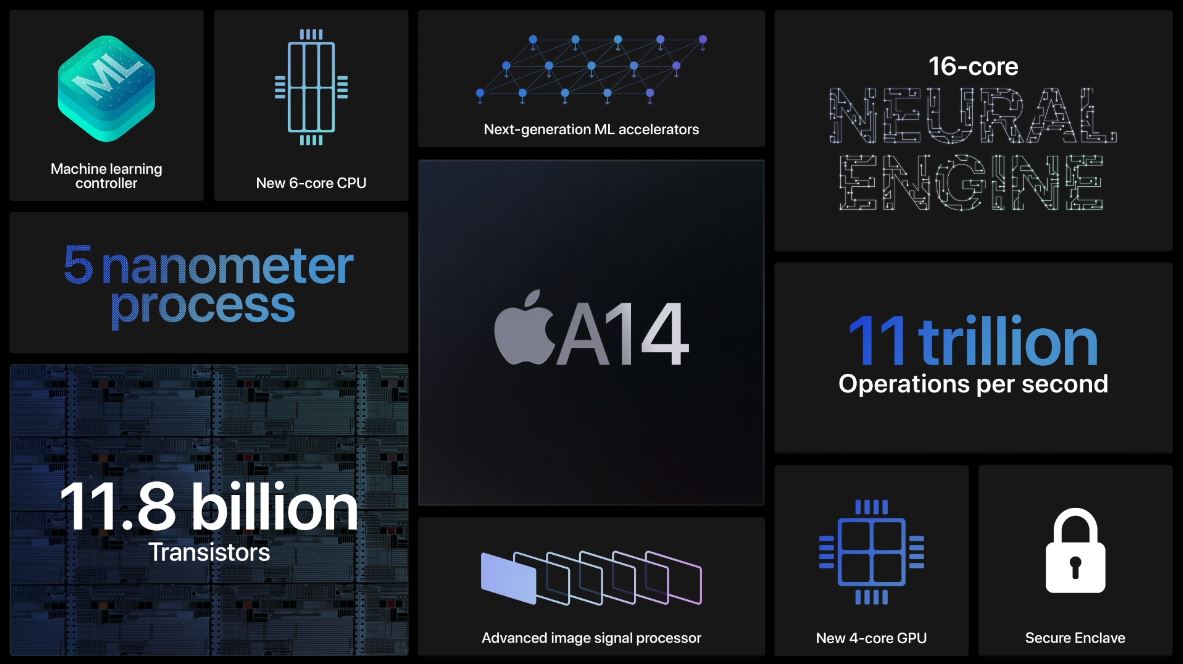 ML
Machine learning
controller
New 6-core CPU
Next-generation ML accelerators
16-core
NEURAL
ENGINE
5 nanometer
process
A14
11 trillion
Operations per second
11.8 billion
Transistors
Advanced image signal processor
New 4-core GPU
Secure Enclave